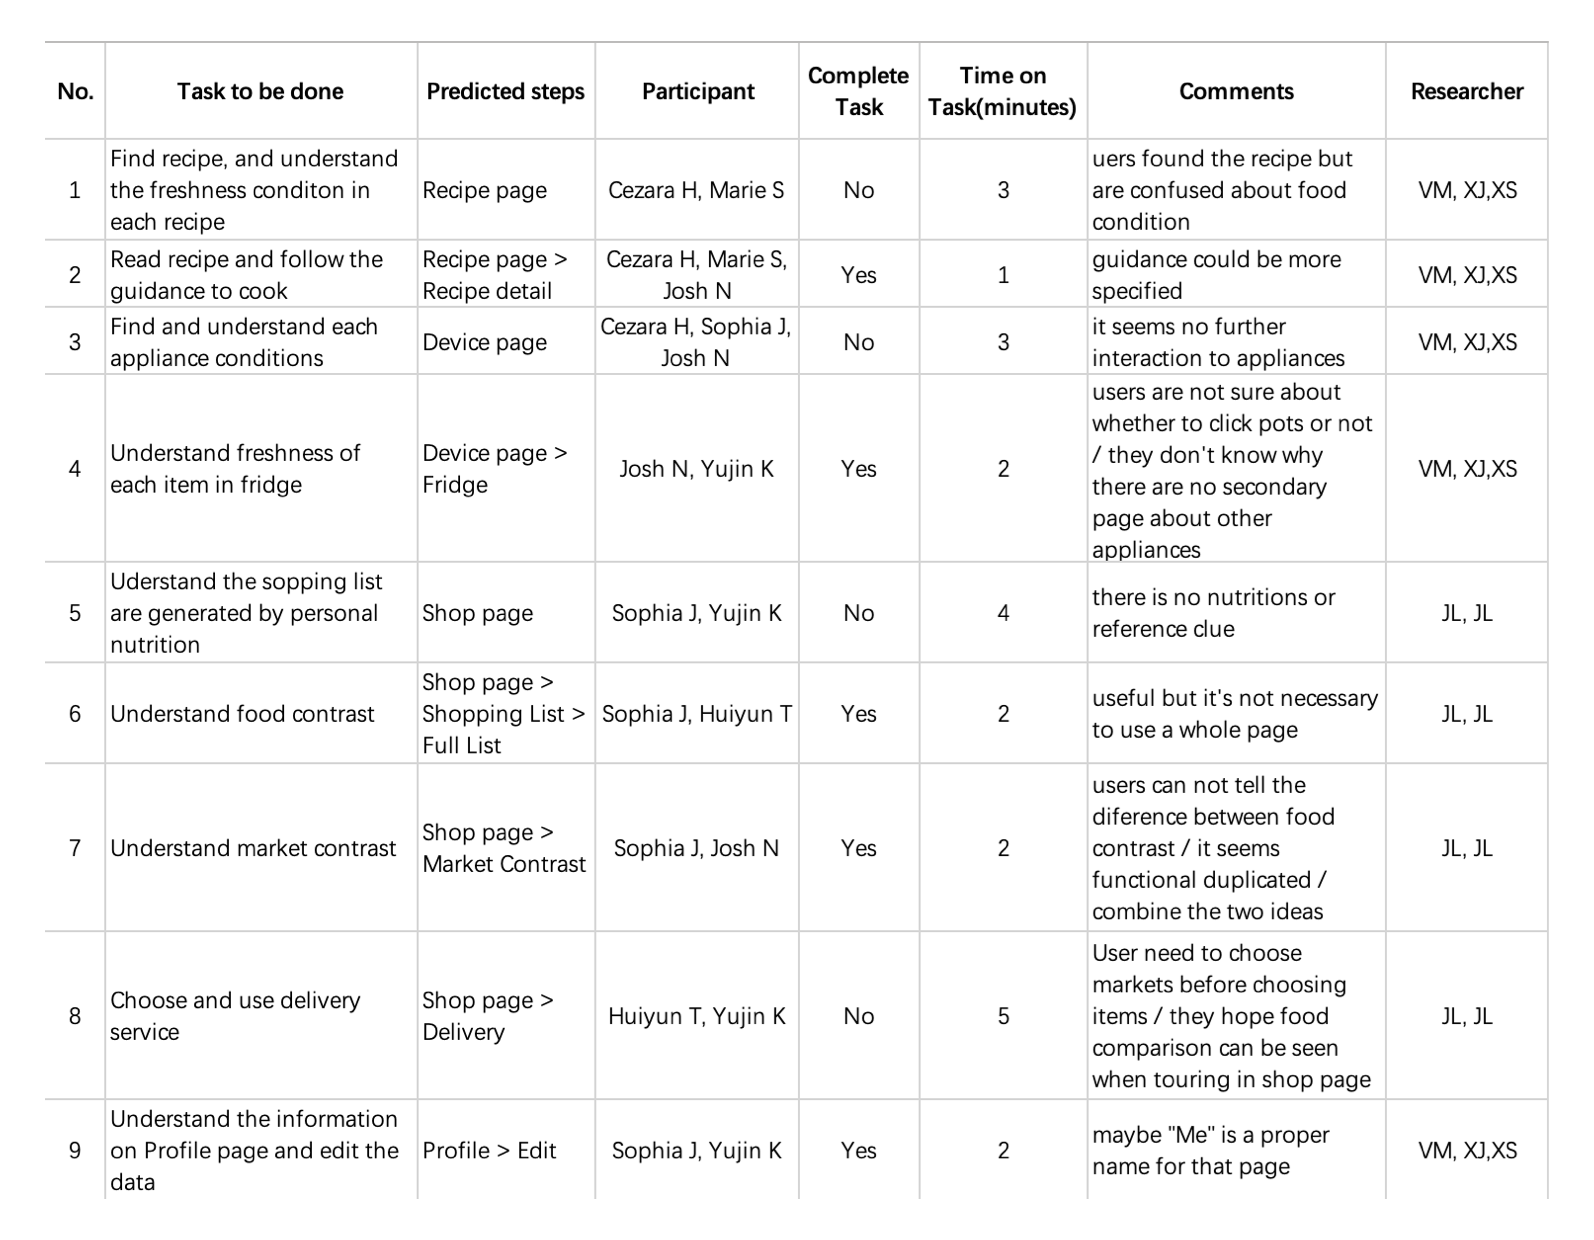 No.
Task to be done
Predicted steps
Participant
Complete
Task
Time on
Task(minutes)
Comments
Researcher
1
Find recipe, and understand
the freshness conditon in
each recipe
Recipe page
Cezara H, Marie S
No
3
uers found the recipe but
are confused about food
condition
VM, XJ,XS
2
Read recipe and follow the
guidance to cook
Recipe page >
Recipe detail
Cezara H, Marie S,
Josh N
Yes
1
guidance could be more
specified
VM, XJ,XS
3
Find and understand each
appliance conditions
Device page
Cezara H, Sophia J,
Josh N
No
3
it seems no further
interaction to appliances
VM, XJ,XS
4
Understand freshness of
each item in fridge
Device page >
Fridge
Josh N, Yujin K
Yes
2
users are not sure about
whether to click pots or not
/ they don't know why
there are no secondary
page about other
appliances
VM, XJ,XS
5
Uderstand the sopping list
are generated by personal
nutrition
Shop page
Sophia J, Yujin K
No
4
there is no nutritions or
reference clue
JL, JL
6
Understand food contrast
Shop page >
Shopping List >
Full List
Sophia J, Huiyun T
Yes
2
useful but it's not necessary
to use a whole page
JL, JL
7
Understand market contrast
Shop page >
Market Contrast
Sophia J, Josh N
Yes
2
users can not tell the
diference between food
contrast / it seems
functional duplicated /
combine the two ideas
JL, JL
8
Choose and use delivery
service
Shop page >
Delivery
Huiyun T, Yujin K
No
5
User need to choose
markets before choosing
items / they hope food
comparison can be seen
when touring in shop page
JL, JL
9
Understand the information
on Profile page and edit the
data
Profile > Edit
Sophia J, Yujin K
Yes
2
maybe "Me" is a proper
name for that page
VM, XJ,XS